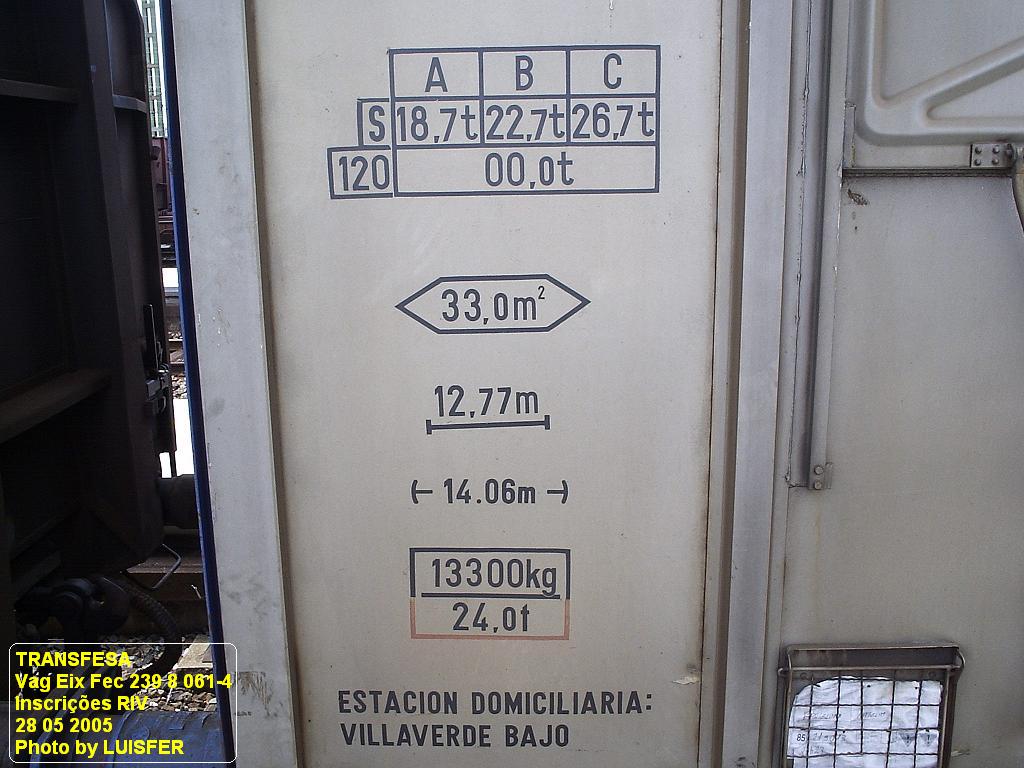 A B C
S 18,7t 22,7t 26,7t
120 00,0t
33,0m²
12,77m
14.06m
13300kg
24,0t
ESTACION DOMICILIARIA:
VILLAVERDE BAJO
TRANSFESA
Vag Eix Fec 239 8 061-4
Inscrições RIV
28 05 2005
Photo by LUISFER